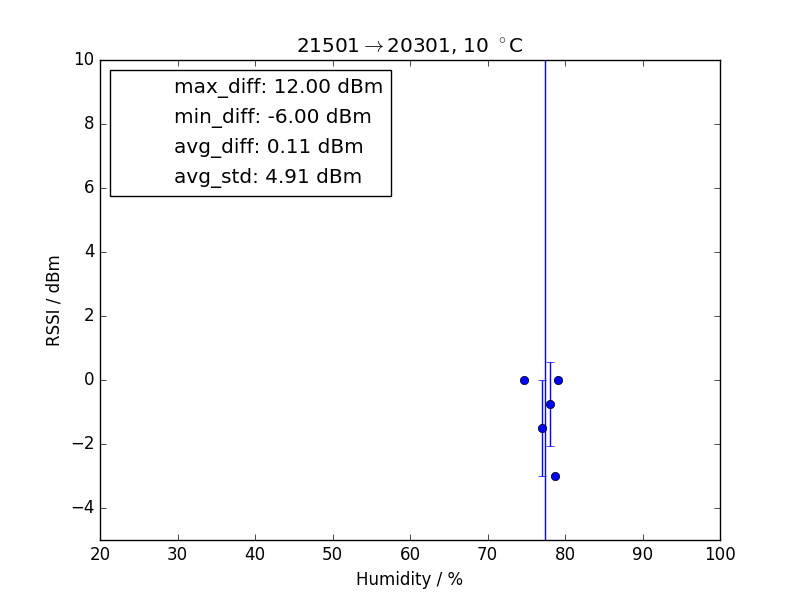 21501→20301, 10 °C
10
8
6
4
2
0
−2
−4
max_diff: 12.00 dBm
min_diff: -6.00 dBm
avg_diff: 0.11 dBm
avg_std: 4.91 dBm
RSSI / dBm
20 30 40 50 60 70 80 90 100
Humidity / %